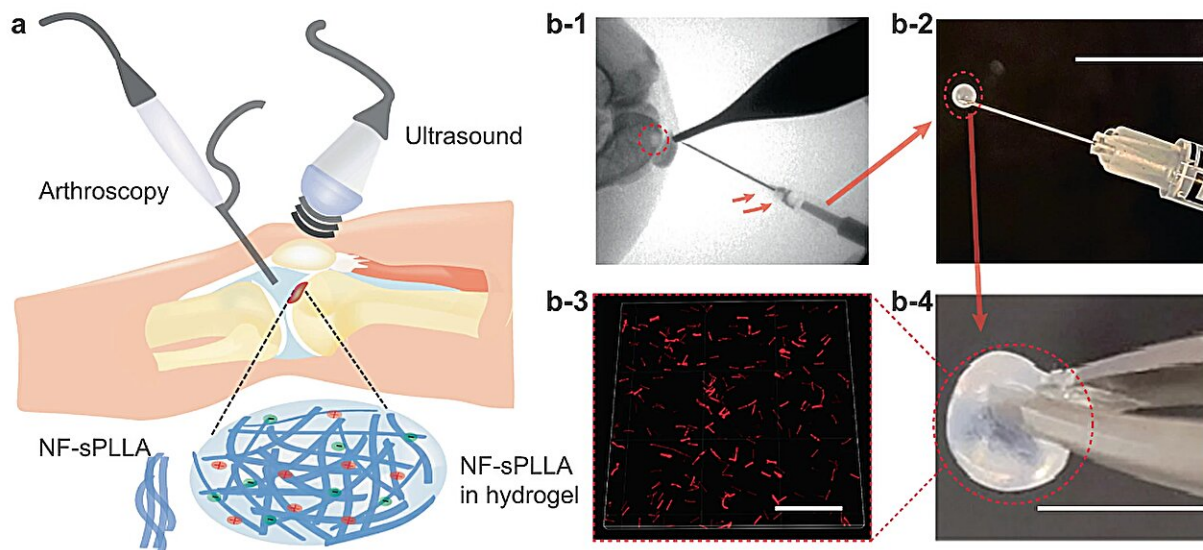 a
Arthroscopy
Ultrasound
NF-sPLLA
NF-sPLLA
in hydrogel
b-1
b-2
b-3
b-4